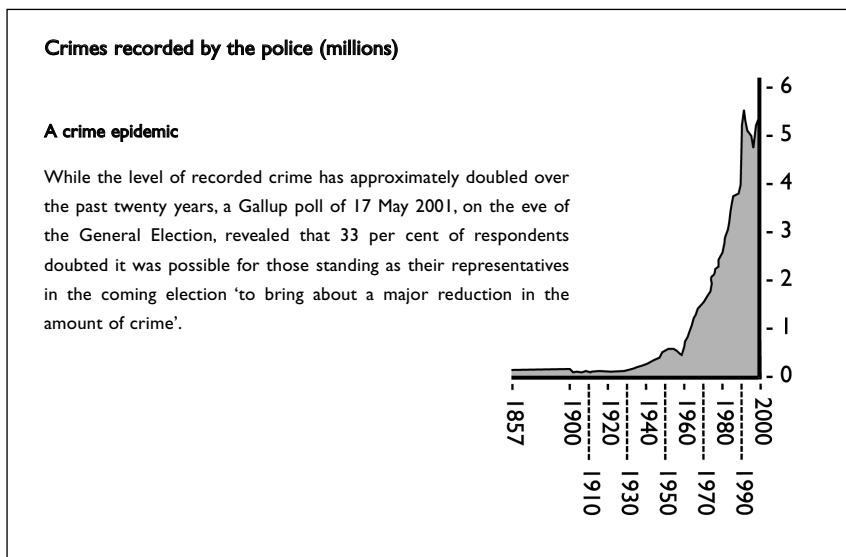 Crimes recorded by the police (millions)
A crime epidemic
While the level of recorded crime has approximately doubled over
the past twenty years, a Gallup poll of 17 May 2001, on the eve of
the General Election, revealed that 33 per cent of respondents
doubted it was possible for those standing as their representatives
in the coming election ‘to bring about a major reduction in the
amount of crime’.
- 6
- 5
- 4
- 3
- 2
- 1
- 0
1857
1900
1910
1920
1930
1940
1950
1960
1970
1980
1990
2000